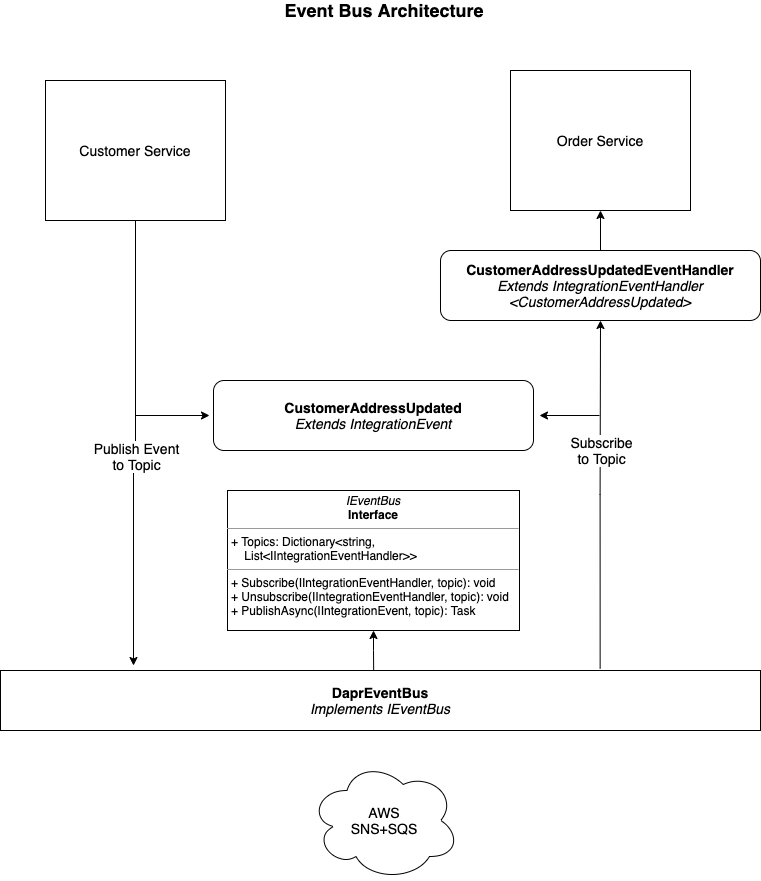 Event Bus Architecture
Customer Service
Order Service
CustomerAddressUpdatedEventHandler
Extends IntegrationEventHandler
<CustomerAddressUpdated>
CustomerAddressUpdated
Extends IntegrationEvent
Publish Event
to Topic
Subscribe
to Topic
IEventBus
Interface
+ Topics: Dictionary<string,
List<IIntegrationEventHandler>>
+ Subscribe(IIntegrationEventHandler, topic): void
+ Unsubscribe(IIntegrationEventHandler, topic): void
+ PublishAsync(IIntegrationEvent, topic): Task
DaprEventBus
Implements IEventBus
AWS
SNS+SQS